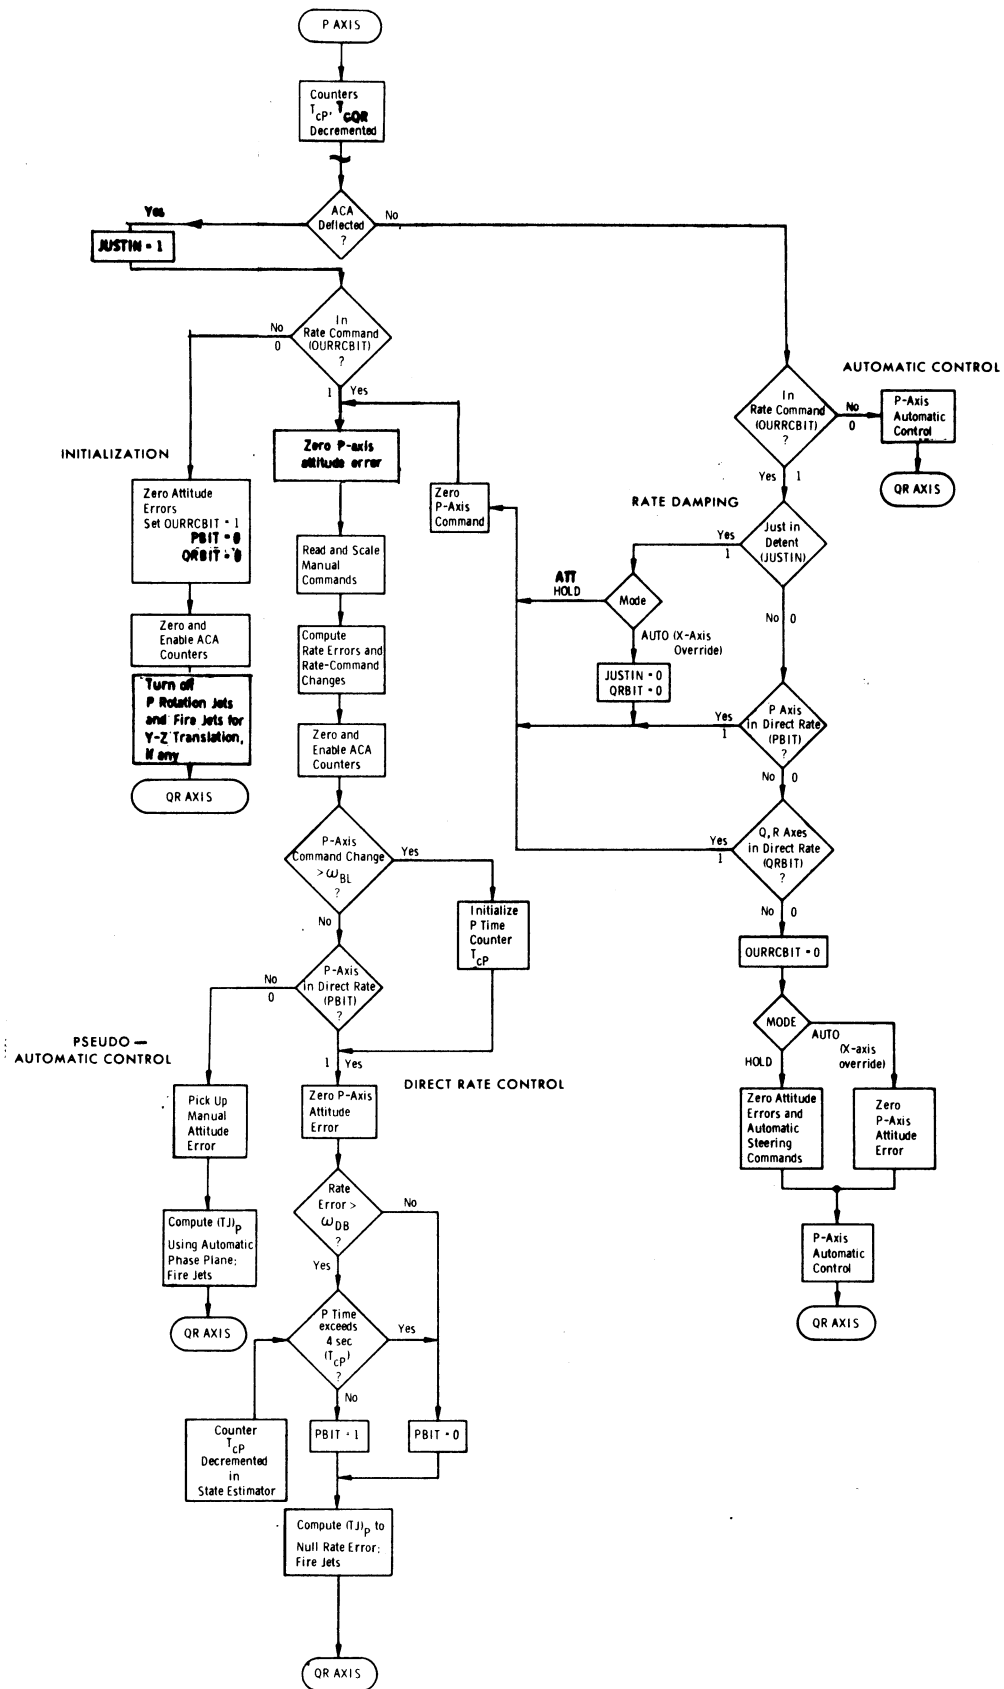 P AXIS
Counters
TcP, TcQR
Decremented
ACA
Deflected
?
Yes
No
JUSTIN = 1
In
Rate Command
(OURRCBIT)
?
No
0
1 Yes
AUTOMATIC CONTROL
In
Rate Command
(OURRCBIT)
?
No
0
Yes 1
P-Axis
Automatic
Control
QR AXIS
INITIALIZATION
Zero Attitude
Errors
Set OURRCBIT = 1
PBIT = 0
QRBIT = 0
Zero and
Enable ACA
Counters
Turn off
P Rotation Jets
and Fire Jets for
Y-Z Translation,
if any
QR AXIS
Zero P-axis
attitude error
Zero
P-Axis
Command
Read and Scale
Manual
Commands
Compute
Rate Errors and
Rate-Command
Changes
Zero and
Enable ACA
Counters
RATE DAMPING
Just in
Detent
(JUSTIN)
Yes
1
No 0
ATT
HOLD
Mode
AUTO (X-Axis
Override)
JUSTIN = 0
QRBIT = 0
P Axis
in Direct Rate
(PBIT)
?
Yes
1
No 0
Q, R Axes
in Direct Rate
(QRBIT)
?
Yes
1
No 0
OURRCBIT = 0
MODE
HOLD
AUTO
(X-axis
override)
Zero Attitude
Errors and
Automatic
Steering
Commands
Zero
P-Axis
Attitude
Error
P-Axis
Automatic
Control
QR AXIS
P-Axis
Command Change
> ωBL
?
Yes
No
Initialize
P Time
Counter
TcP
P-Axis
in Direct Rate
(PBIT)
?
No
0
1 Yes
PSEUDO —
AUTOMATIC CONTROL
Pick Up
Manual
Attitude
Error
Compute (TJ)P
Using Automatic
Phase Plane;
Fire Jets
QR AXIS
DIRECT RATE CONTROL
Zero P-Axis
Attitude
Error
Rate
Error >
ωDB
?
No
Yes
P Time
exceeds
4 sec
(TcP)
?
Yes
No
Counter
TcP
Decremented
in
State Estimator
PBIT = 1
PBIT = 0
Compute (TJ)P to
Null Rate Error;
Fire Jets
QR AXIS